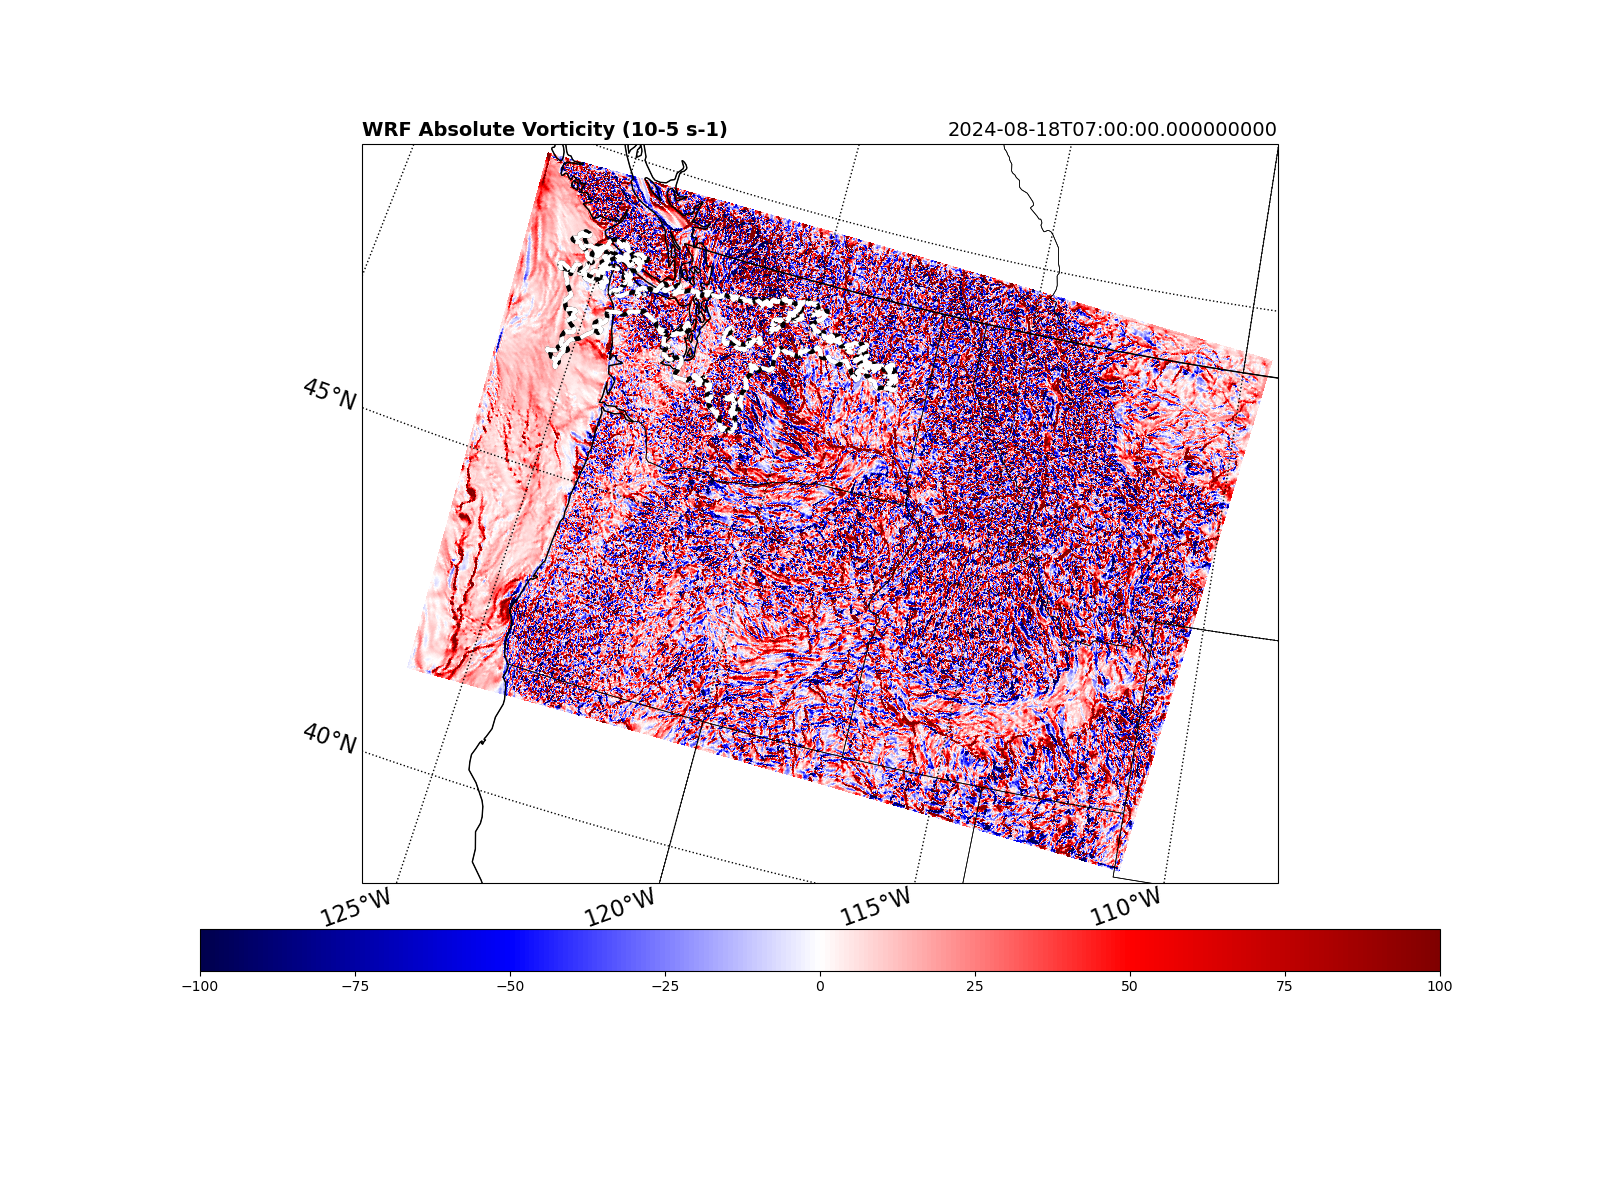 WRF Absolute Vorticity (10-5 s-1)
2024-08-18T07:00:00.000000000
45°N
40°N
125°W
120°W
115°W
110°W
−100
−75
−50
−25
0
25
50
75
100